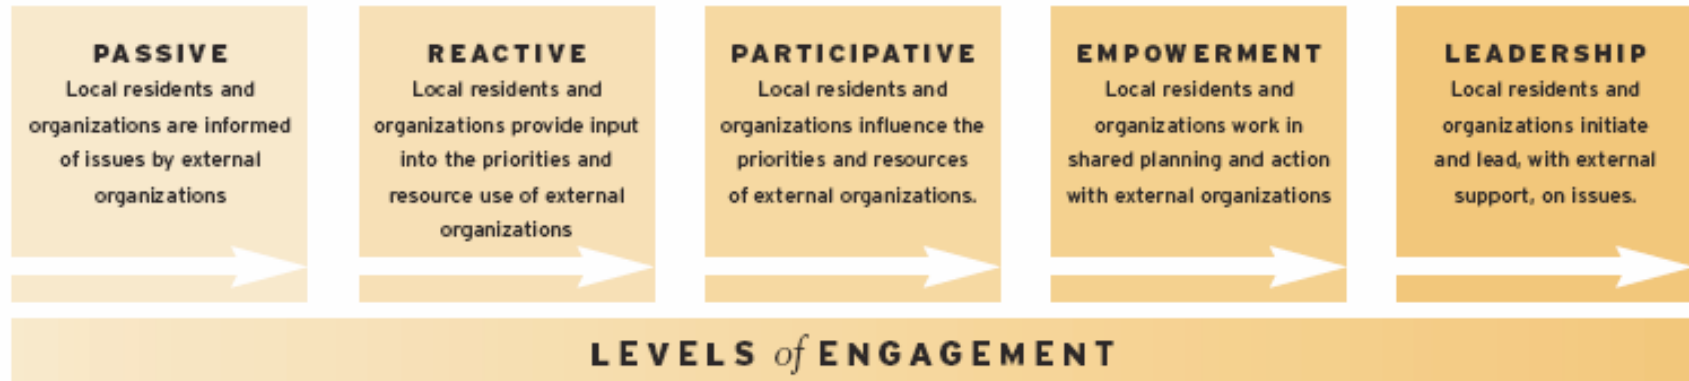 PASSIVE
Local residents and
organizations are informed
of issues by external
organizations
REACTIVE
Local residents and
organizations provide input
into the priorities and
resource use of external
organizations
PARTICIPATIVE
Local residents and
organizations influence the
priorities and resources
of external organizations.
EMPOWERMENT
Local residents and
organizations work in
shared planning and action
with external organizations
LEADERSHIP
Local residents and
organizations initiate
and lead, with external
support, on issues.
LEVELS of ENGAGEMENT